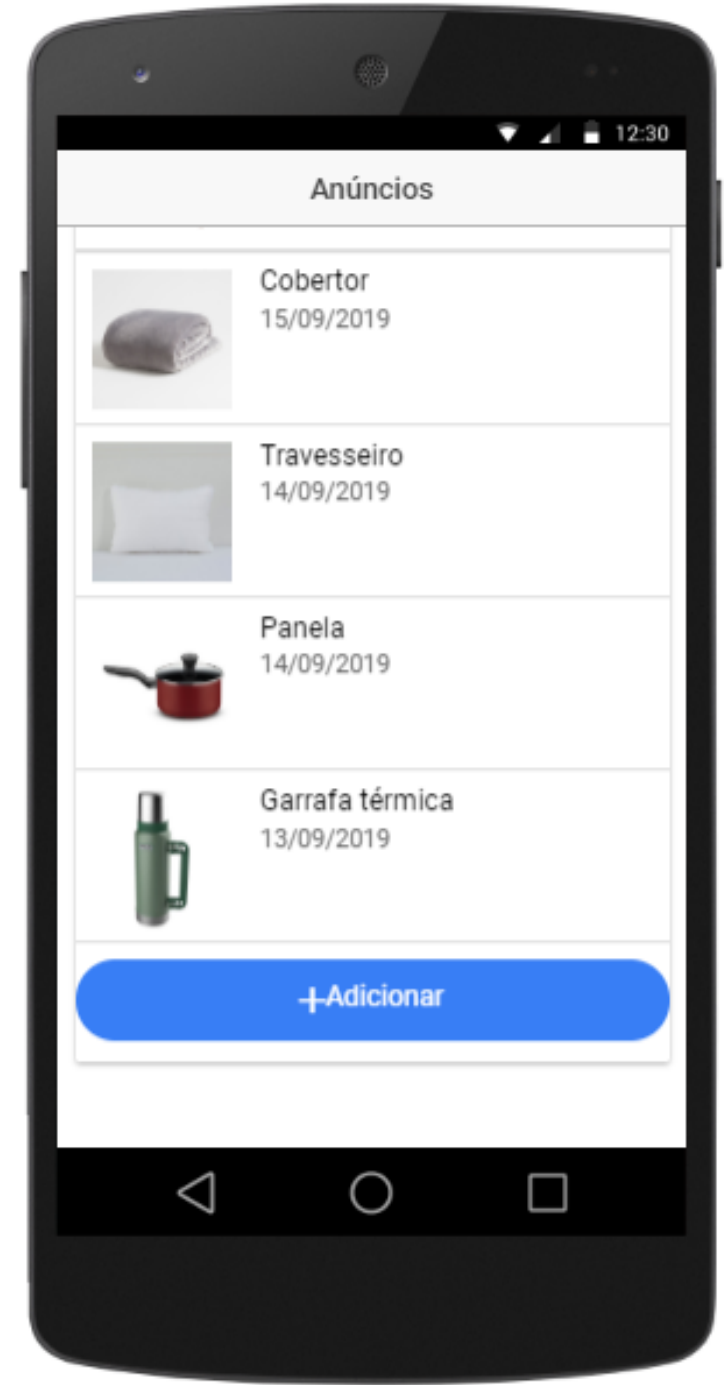 12:30
Anúncios
Cobertor
15/09/2019
Travesseiro
14/09/2019
Panela
14/09/2019
Garrafa térmica
13/09/2019
+Adicionar